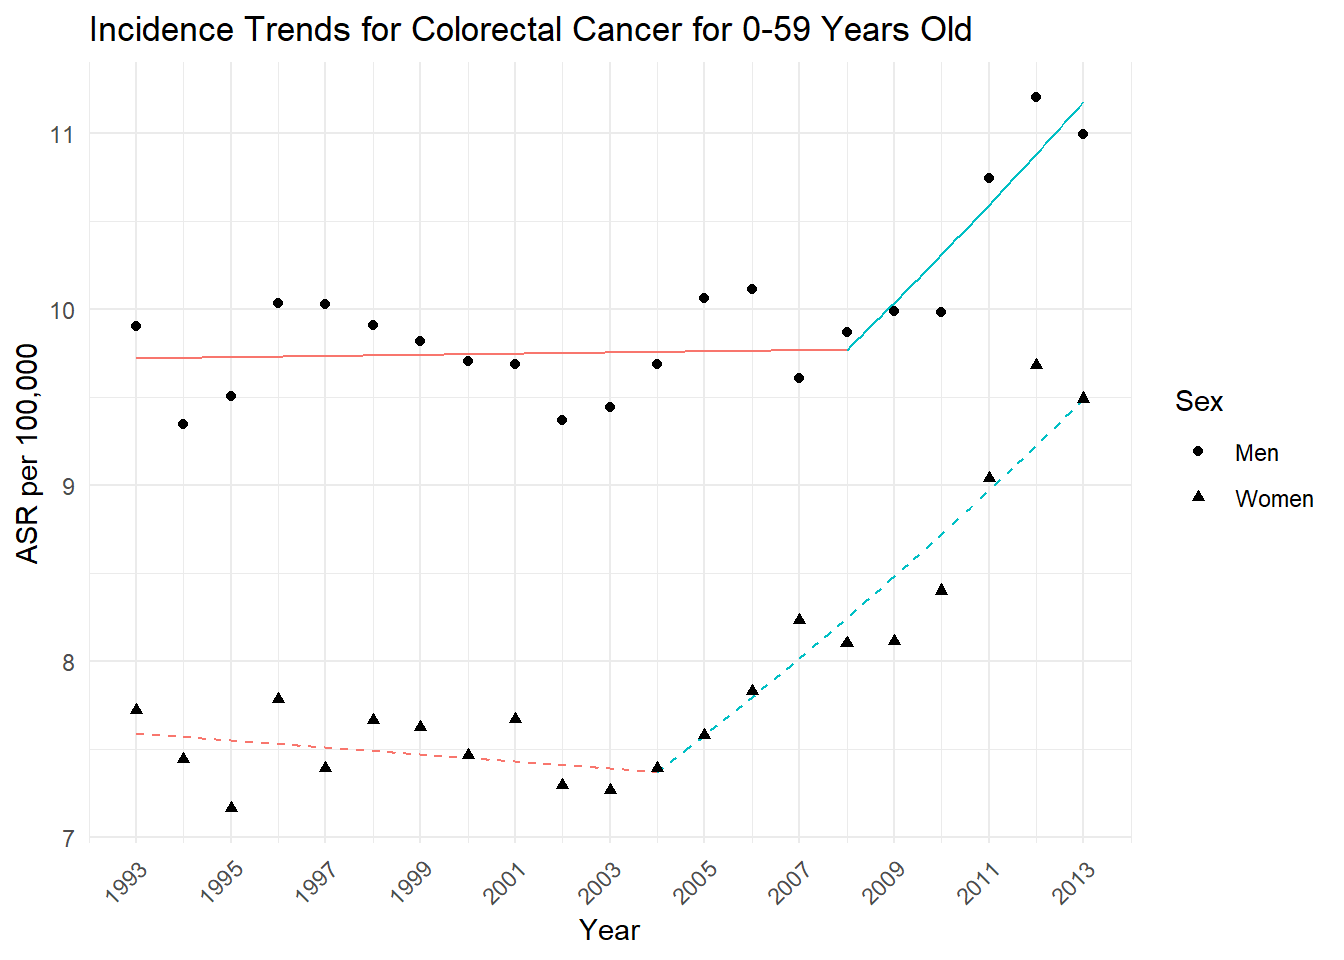 Incidence Trends for Colorectal Cancer for 0-59 Years Old
ASR per 100,000
11
10
9
8
7
1993
1995
1997
1999
2001
2003
2005
2007
2009
2011
2013
Year
Sex
Men
Women